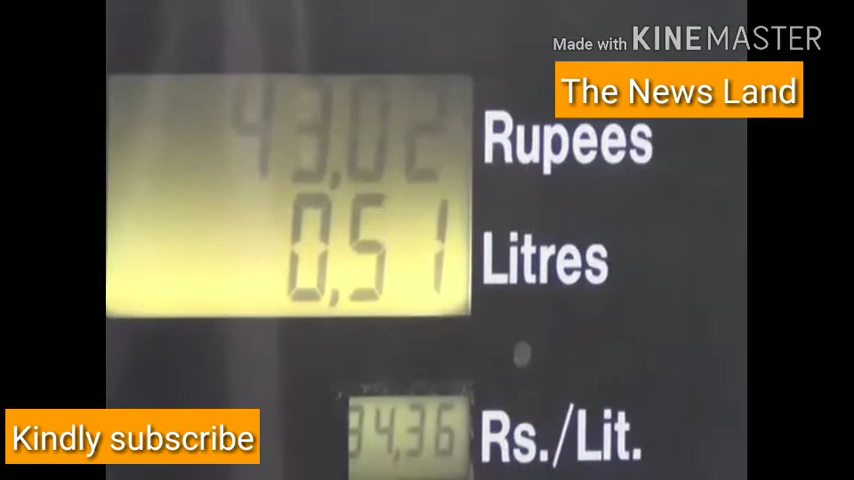 Made with KINEMASTER
The News Land
43,02 Rupees
0,51 Litres
84,36 Rs./Lit.
Kindly subscribe